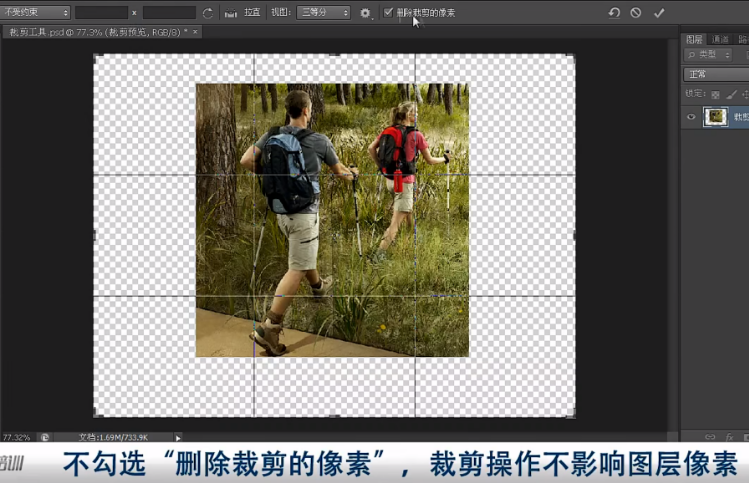 不受约束 x 拉直 视图: 三等分 删除裁剪的像素
裁剪工具.psd @ 77.3% (裁剪预览, RGB/8) * ×
图层 通道
类型
正常
锁定:
裁剪
77.32% 文档:1.69M/733.9K
fx
培训 不勾选“删除裁剪的像素”，裁剪操作不影响图层像素